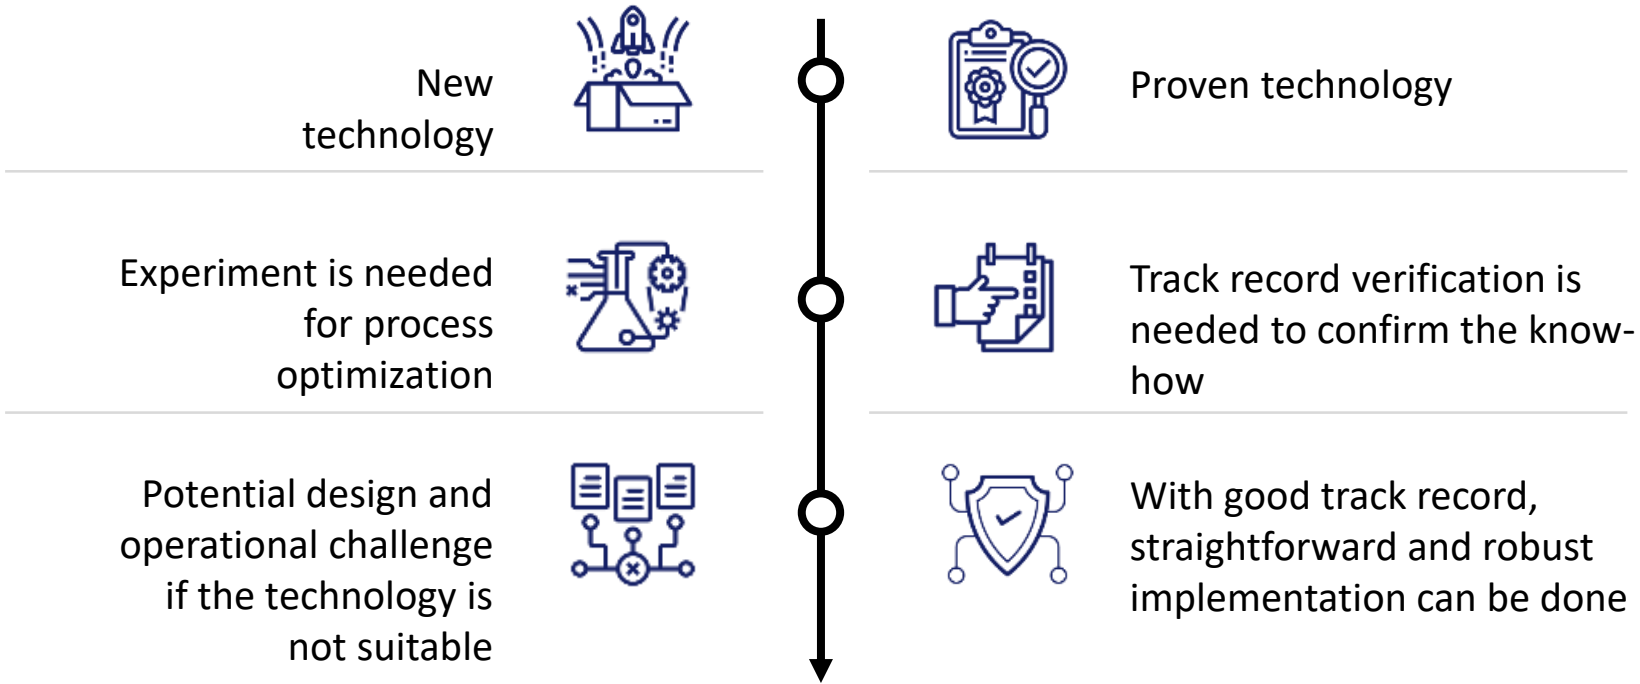 New
technology
Proven technology
Experiment is needed
for process
optimization
Track record verification is
needed to confirm the know-
how
Potential design and
operational challenge
if the technology is
not suitable
With good track record,
straightforward and robust
implementation can be done